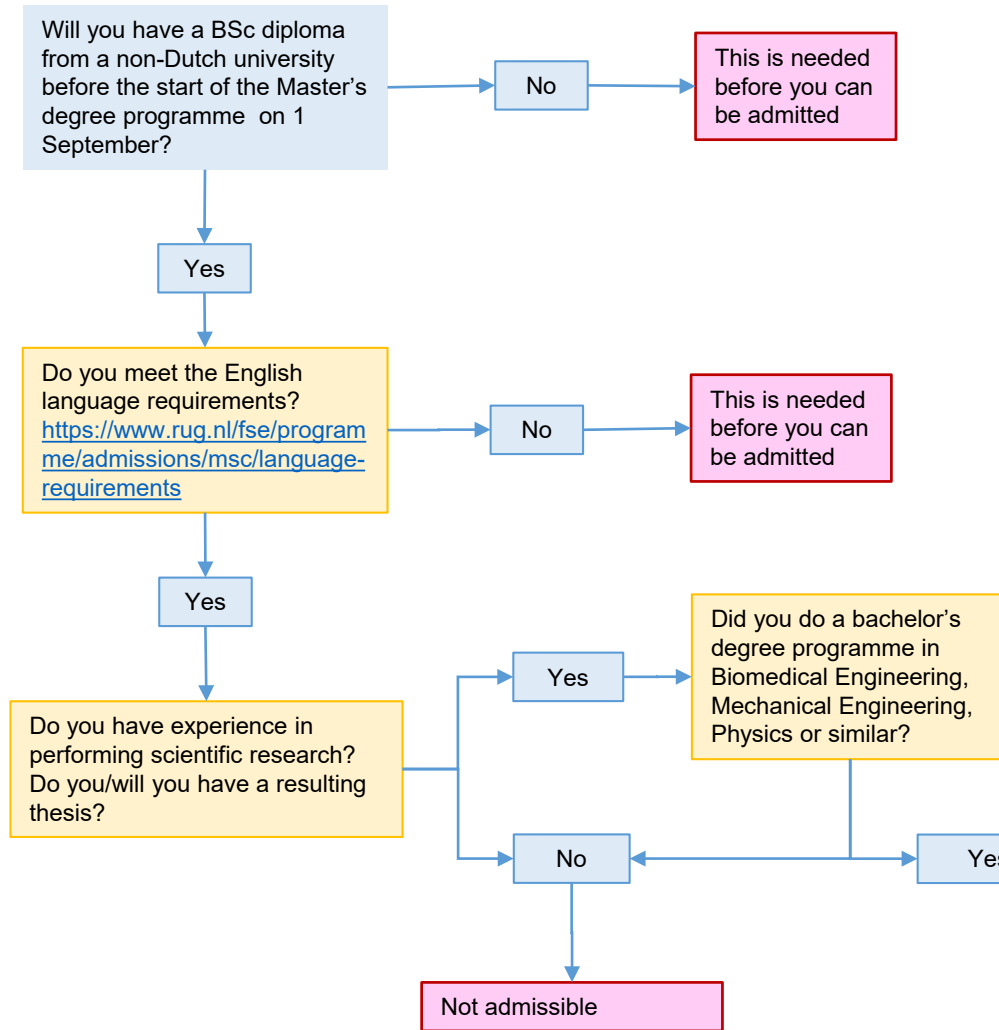 Will you have a BSc diploma
from a non-Dutch university
before the start of the Master’s
degree programme on 1
September?
No
This is needed
before you can
be admitted
Yes
Do you meet the English
language requirements?
https://www.rug.nl/fse/program
me/admissions/msc/language-
requirements
No
This is needed
before you can
be admitted
Yes
Do you have experience in
performing scientific research?
Do you/will you have a resulting
thesis?
Yes
Did you do a bachelor’s
degree programme in
Biomedical Engineering,
Mechanical Engineering,
Physics or similar?
No
Yes
Not admissible